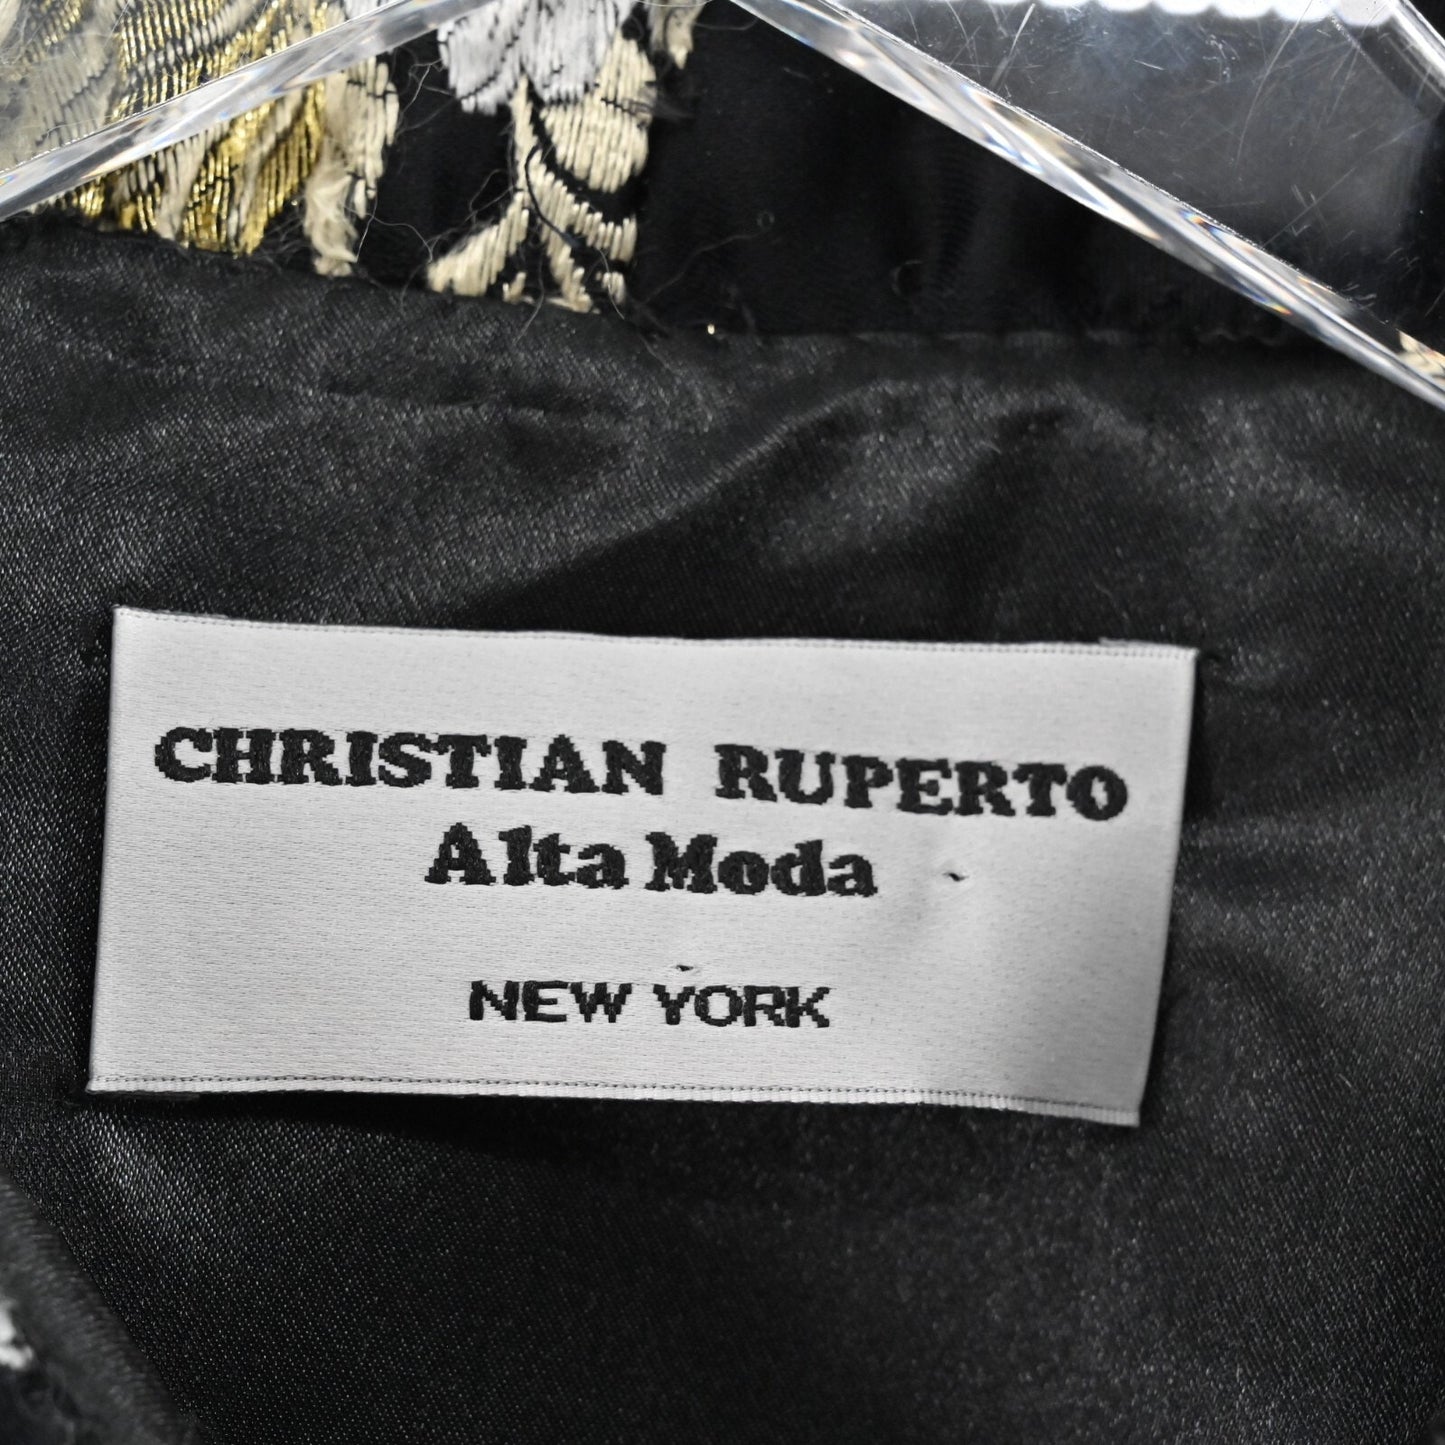 CHRISTIAN RUPERTO
Alta Moda
NEW YORK